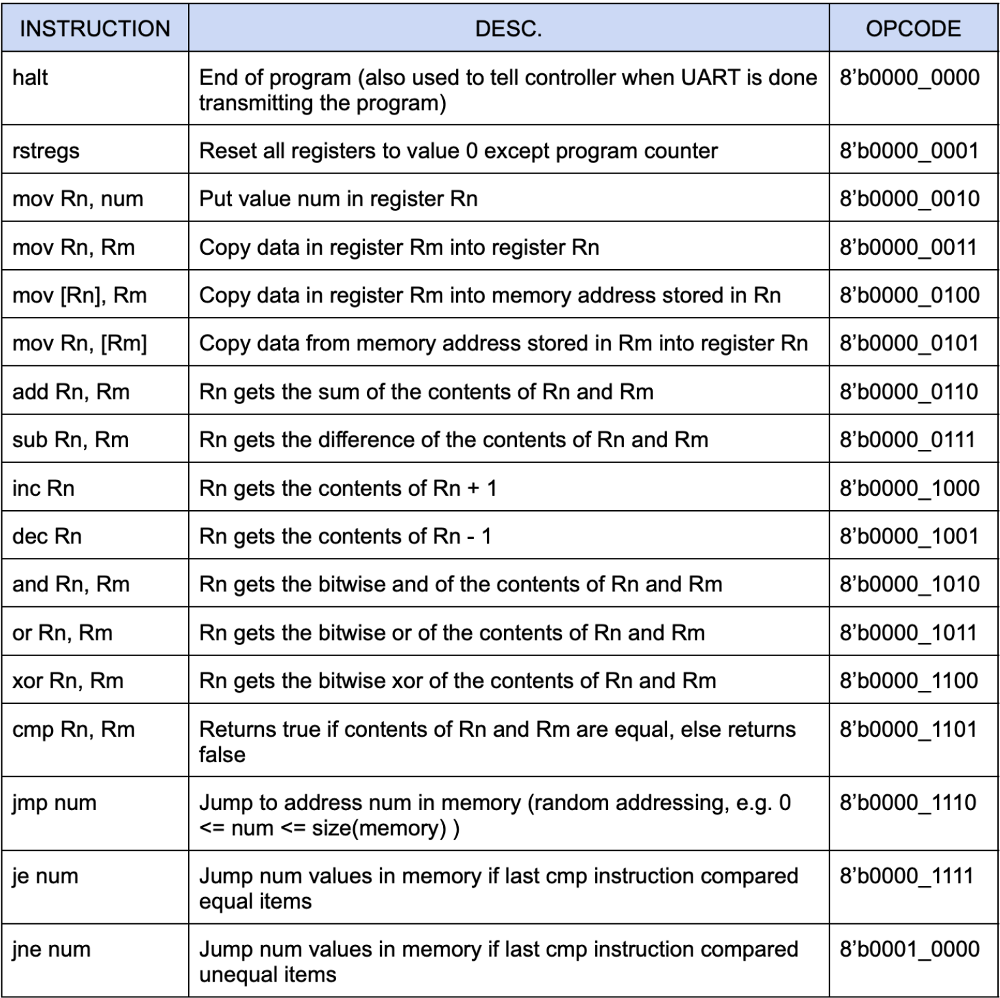 INSTRUCTION DESC. OPCODE
halt End of program (also used to tell controller when UART is done 8’b0000_0000
transmitting the program)
rstregs Reset all registers to value 0 except program counter 8’b0000_0001
mov Rn, num Put value num in register Rn 8’b0000_0010
mov Rn, Rm Copy data in register Rm into register Rn 8’b0000_0011
mov [Rn], Rm Copy data in register Rm into memory address stored in Rn 8’b0000_0100
mov Rn, [Rm] Copy data from memory address stored in Rm into register Rn 8’b0000_0101
add Rn, Rm Rn gets the sum of the contents of Rn and Rm 8’b0000_0110
sub Rn, Rm Rn gets the difference of the contents of Rn and Rm 8’b0000_0111
inc Rn Rn gets the contents of Rn + 1 8’b0000_1000
dec Rn Rn gets the contents of Rn - 1 8’b0000_1001
and Rn, Rm Rn gets the bitwise and of the contents of Rn and Rm 8’b0000_1010
or Rn, Rm Rn gets the bitwise or of the contents of Rn and Rm 8’b0000_1011
xor Rn, Rm Rn gets the bitwise xor of the contents of Rn and Rm 8’b0000_1100
cmp Rn, Rm Returns true if contents of Rn and Rm are equal, else returns 8’b0000_1101
false
jmp num Jump to address num in memory (random addressing, e.g. 0 8’b0000_1110
<= num <= size(memory) )
je num Jump num values in memory if last cmp instruction compared 8’b0000_1111
equal items
jne num Jump num values in memory if last cmp instruction compared 8’b0001_0000
unequal items